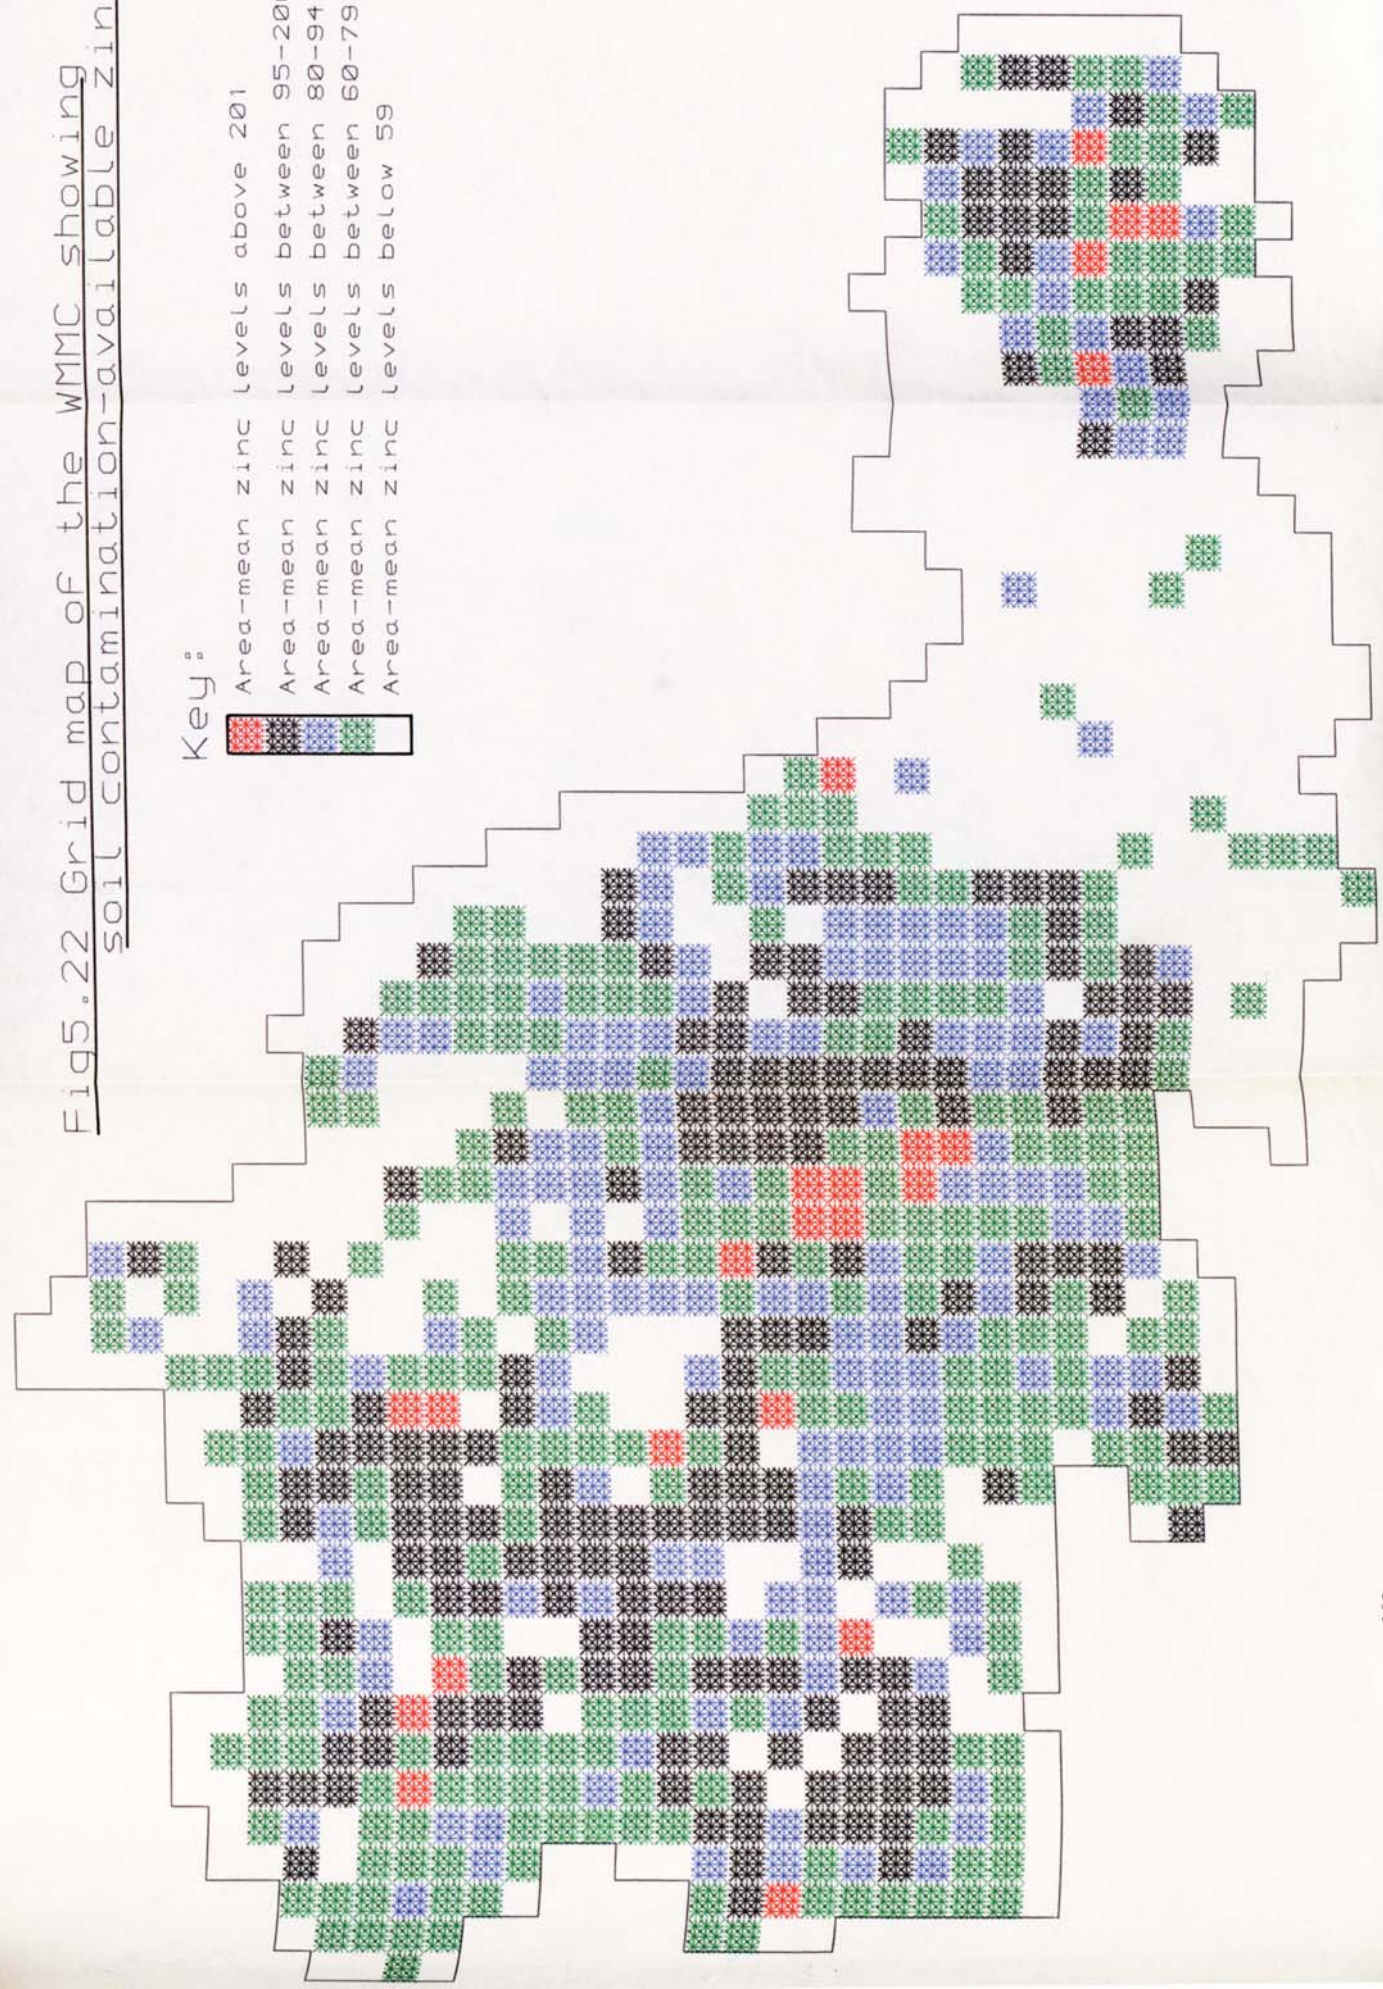 Fig5.22 Grid map of the WMMC showing
soil contamination-available zin
Key:
Area-mean zinc levels above 201
Area-mean zinc levels between 95-200
Area-mean zinc levels between 80-94
Area-mean zinc levels between 60-79
Area-mean zinc levels below 59